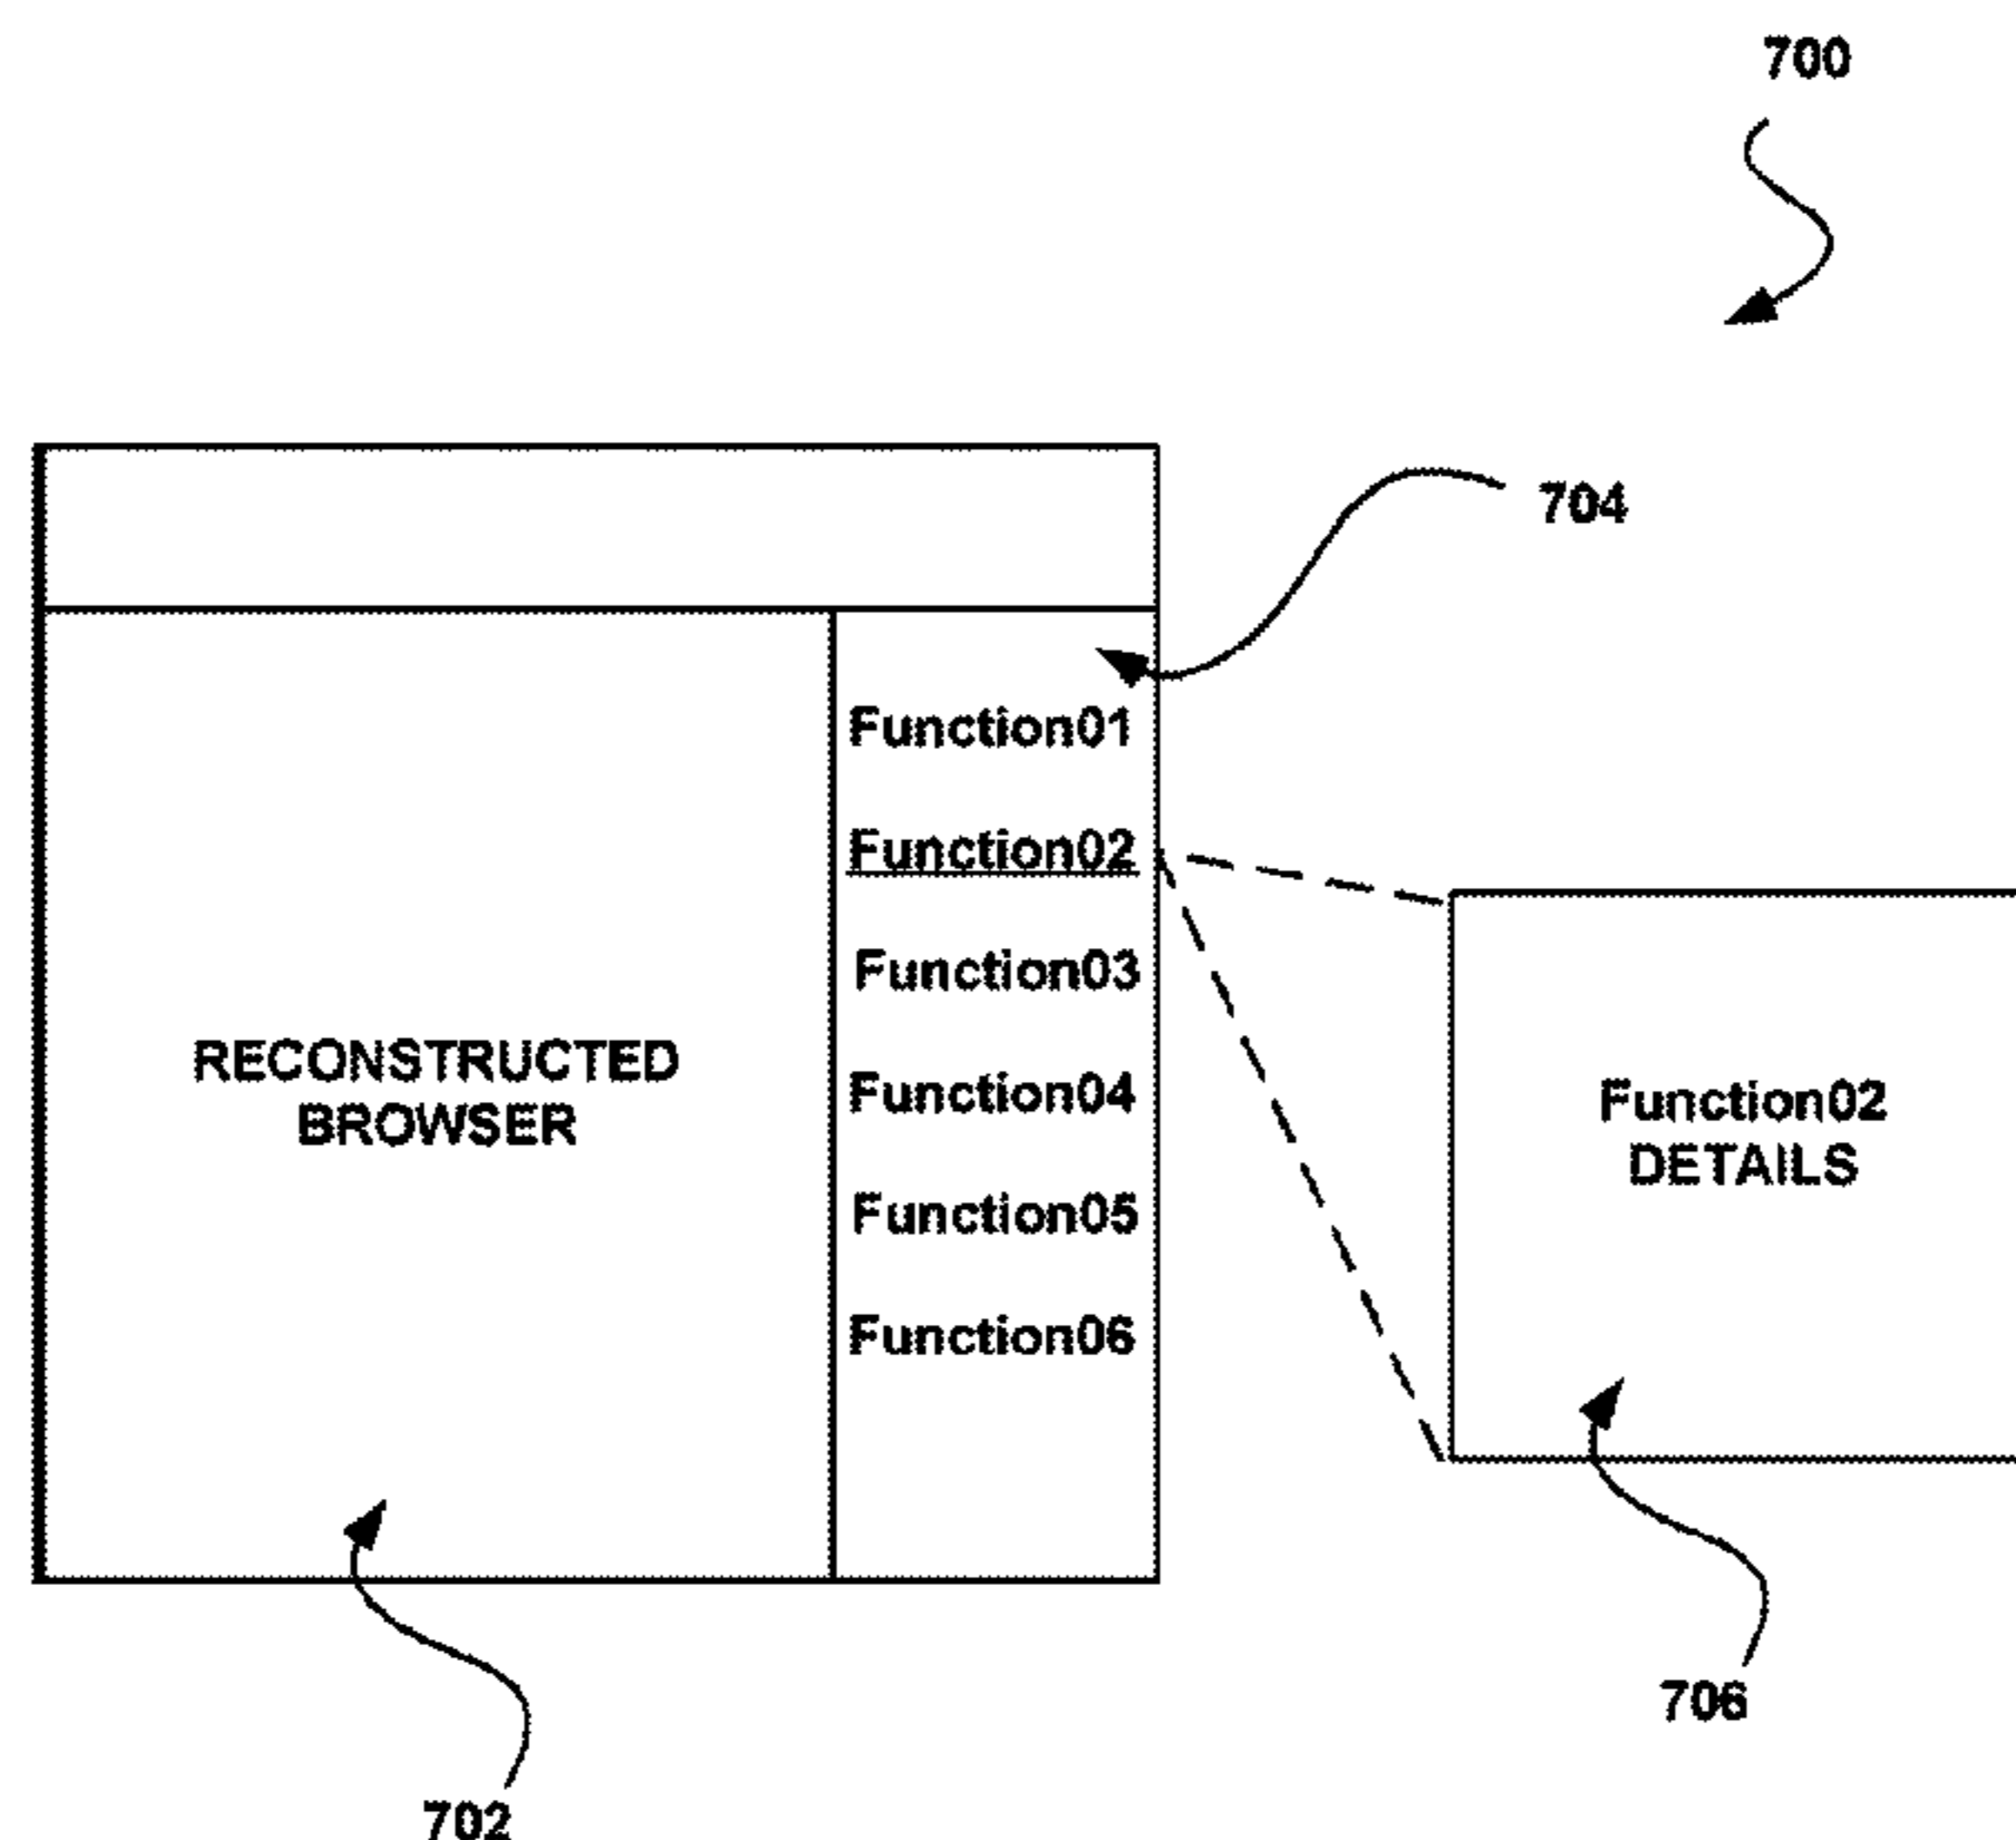 700
704
Function01
Function02
Function03
Function04
Function05
Function06
RECONSTRUCTED
BROWSER
Function02
DETAILS
706
702